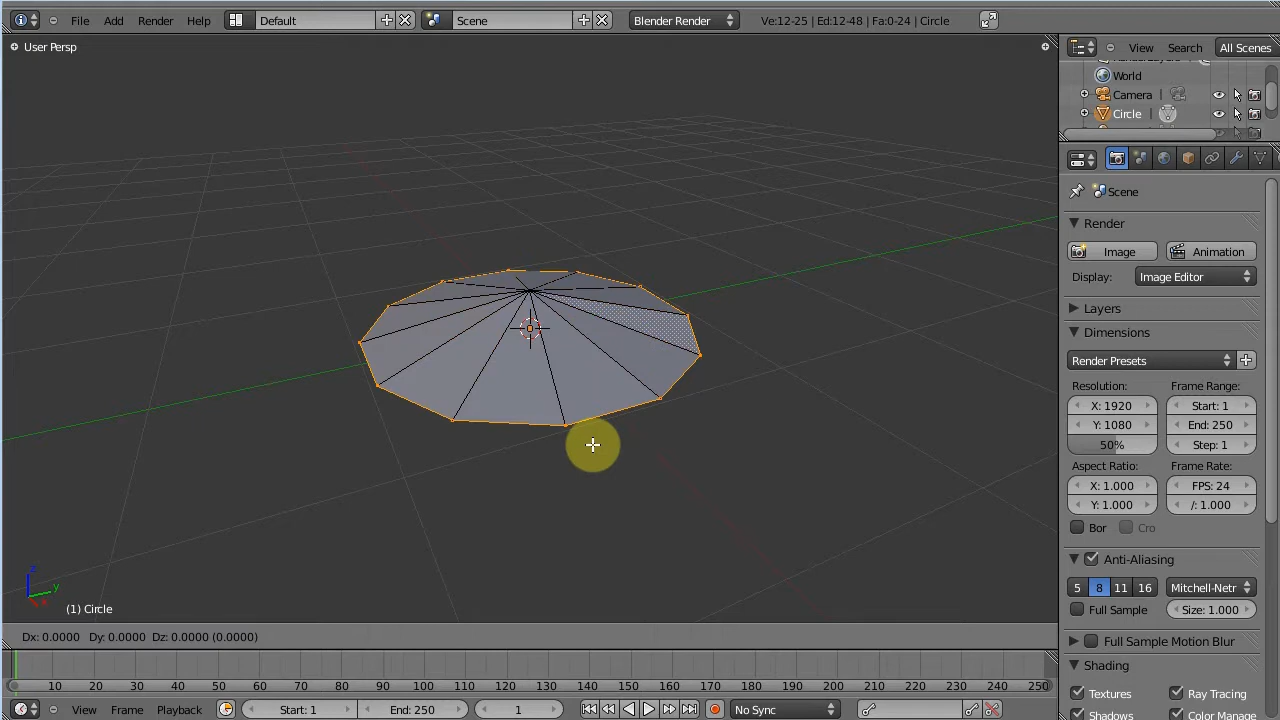 File Add Render Help Default Scene Blender Render Ve:12-25 | Ed:12-48 | Fa:0-24 | Circle
User Persp
View Search All Scenes
World
Camera
Circle
Scene
Render
Image Animation
Display: Image Editor
Layers
Dimensions
Render Presets
Resolution: Frame Range:
X: 1920 Start: 1
Y: 1080 End: 250
50% Step: 1
Aspect Ratio: Frame Rate:
X: 1.000 FPS: 24
Y: 1.000 /: 1.000
Bor Cro
Anti-Aliasing
5 8 11 16 Mitchell-Netr
Full Sample Size: 1.000
Full Sample Motion Blur
Shading
Textures Ray Tracing
Shadows Color Manage
z
y
(1) Circle
Dx: 0.0000 Dy: 0.0000 Dz: 0.0000 (0.0000)
10 20 30 40 50 60 70 80 90 100 110 120 130 140 150 160 170 180 190 200 210 220 230 240 250
View Frame Playback Start: 1 End: 250 1 No Sync